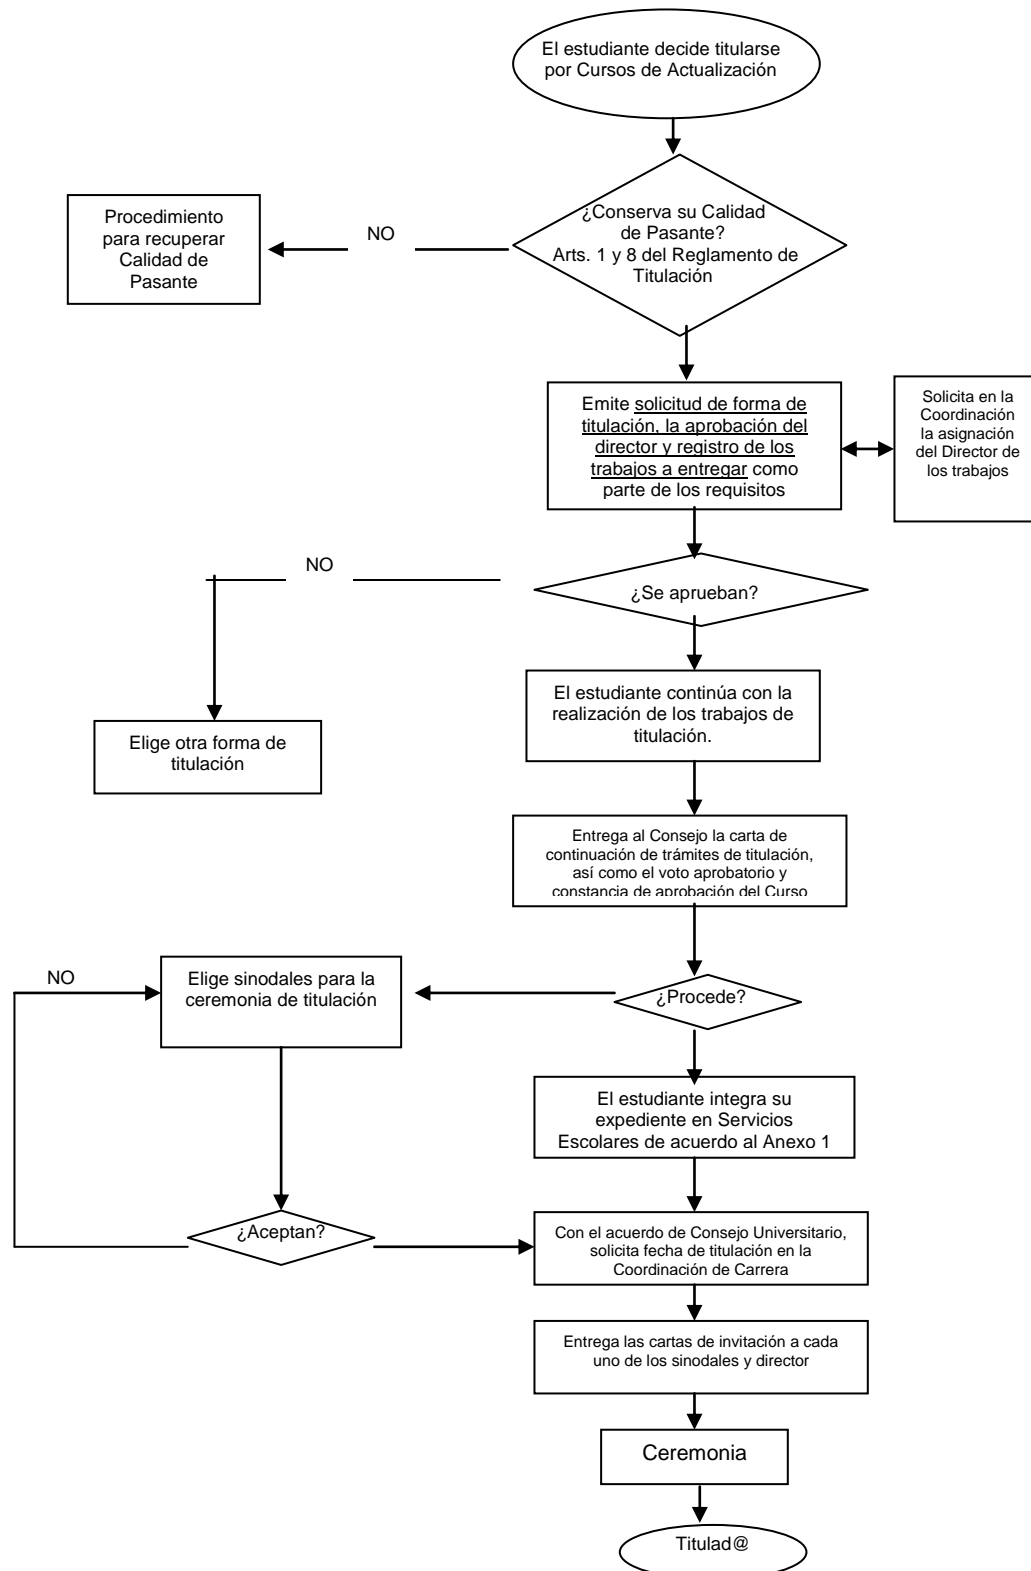 El estudiante decide titularse
por Cursos de Actualización
¿Conserva su Calidad
de Pasante?
Arts. 1 y 8 del Reglamento de
Titulación
NO
Procedimiento
para recuperar
Calidad de
Pasante
Emite solicitud de forma de
titulación, la aprobación del
director y registro de los
trabajos a entregar como
parte de los requisitos
Solicita en la
Coordinación
la asignación
del Director de
los trabajos
¿Se aprueban?
NO
Elige otra forma de
titulación
El estudiante continúa con la
realización de los trabajos de
titulación.
Entrega al Consejo la carta de
continuación de trámites de titulación,
así como el voto aprobatorio y
constancia de aprobación del Curso
¿Procede?
Elige sinodales para la
ceremonia de titulación
NO
¿Aceptan?
El estudiante integra su
expediente en Servicios
Escolares de acuerdo al Anexo 1
Con el acuerdo de Consejo Universitario,
solicita fecha de titulación en la
Coordinación de Carrera
Entrega las cartas de invitación a cada
uno de los sinodales y director
Ceremonia
Titulad@